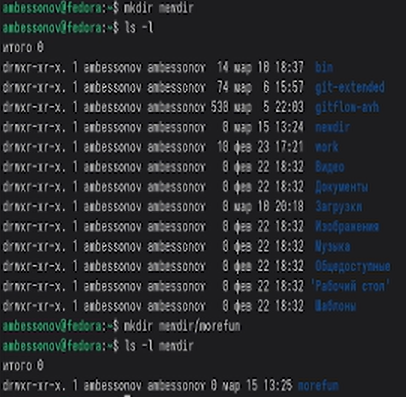 ambessonov@fedora:~$ mkdir newdir
ambessonov@fedora:~$ ls -l
итого 0
drwxr-xr-x. 1 ambessonov ambessonov 14 мар 10 18:37 bin
drwxr-xr-x. 1 ambessonov ambessonov 74 мар 6 15:57 git-extended
drwxr-xr-x. 1 ambessonov ambessonov 530 мар 5 22:03 gitflow-avh
drwxr-xr-x. 1 ambessonov ambessonov 0 мар 15 13:24 newdir
drwxr-xr-x. 1 ambessonov ambessonov 10 фев 23 17:21 work
drwxr-xr-x. 1 ambessonov ambessonov 0 фев 22 18:32 Видео
drwxr-xr-x. 1 ambessonov ambessonov 0 фев 22 18:32 Документы
drwxr-xr-x. 1 ambessonov ambessonov 0 мар 10 20:18 Загрузки
drwxr-xr-x. 1 ambessonov ambessonov 0 фев 22 18:32 Изображения
drwxr-xr-x. 1 ambessonov ambessonov 0 фев 22 18:32 Музыка
drwxr-xr-x. 1 ambessonov ambessonov 0 фев 22 18:32 Общедоступные
drwxr-xr-x. 1 ambessonov ambessonov 0 фев 22 18:32 'Рабочий стол'
drwxr-xr-x. 1 ambessonov ambessonov 0 фев 22 18:32 Шаблоны
ambessonov@fedora:~$ mkdir newdir/morefun
ambessonov@fedora:~$ ls -l newdir
итого 0
drwxr-xr-x. 1 ambessonov ambessonov 0 мар 15 13:25 morefun